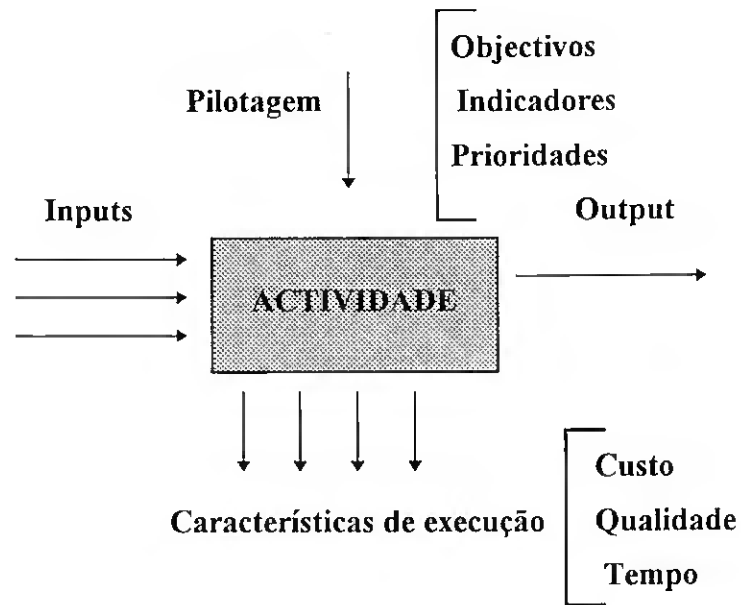 Objectivos
Pilotagem
Indicadores
Prioridades
Inputs
Output
ACTIVIDADE
Custo
Características de execução
Qualidade
Tempo